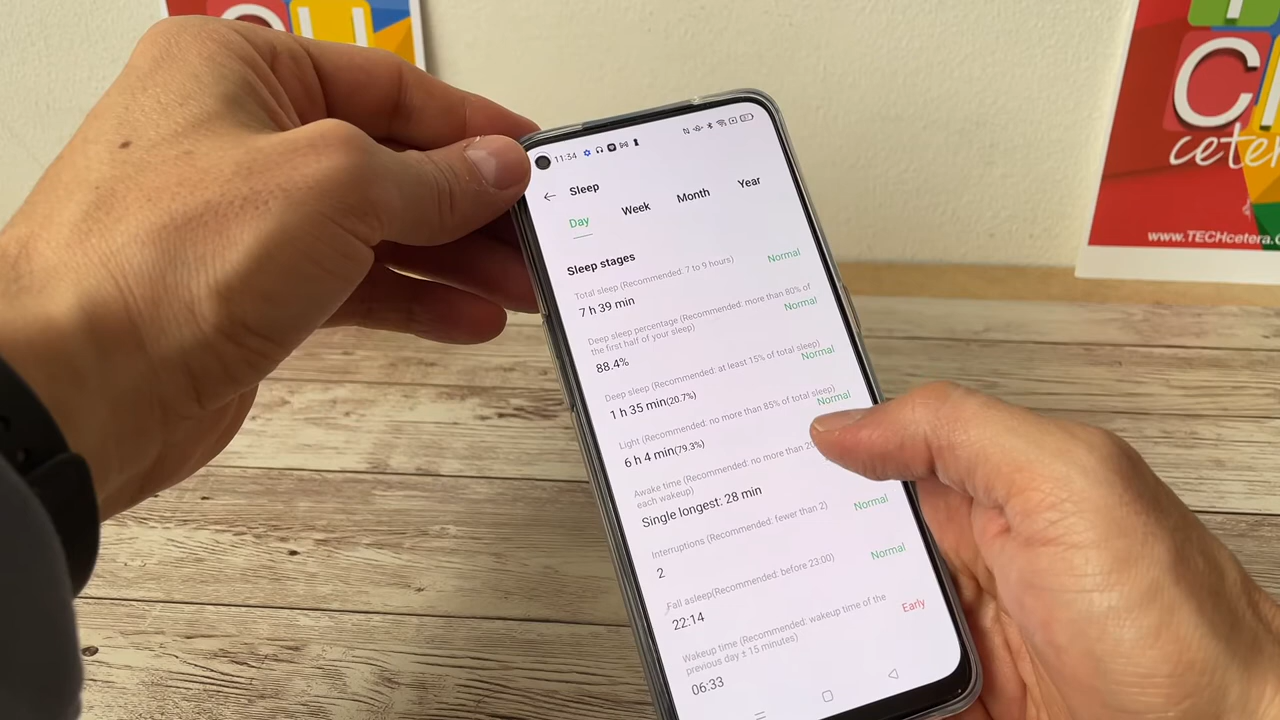 CU
C
ceter
www.TECHcetera.C
11:34
Sleep
Day Week Month Year
Sleep stages
Total sleep (Recommended: 7 to 9 hours) Normal
7 h 39 min
Deep sleep percentage (Recommended: more than 80% of
the first half of your sleep) Normal
88.4%
Deep sleep (Recommended: at least 15% of total sleep) Normal
1 h 35 min(20.7%)
Light (Recommended: no more than 85% of total sleep) Normal
6 h 4 min(79.3%)
Awake time (Recommended: no more than 2
each wakeup)
Single longest: 28 min
Interruptions (Recommended: fewer than 2) Normal
2
Fall asleep(Recommended: before 23:00) Normal
22:14
Wakeup time (Recommended: wakeup time of the
previous day ± 15 minutes) Early
06:33